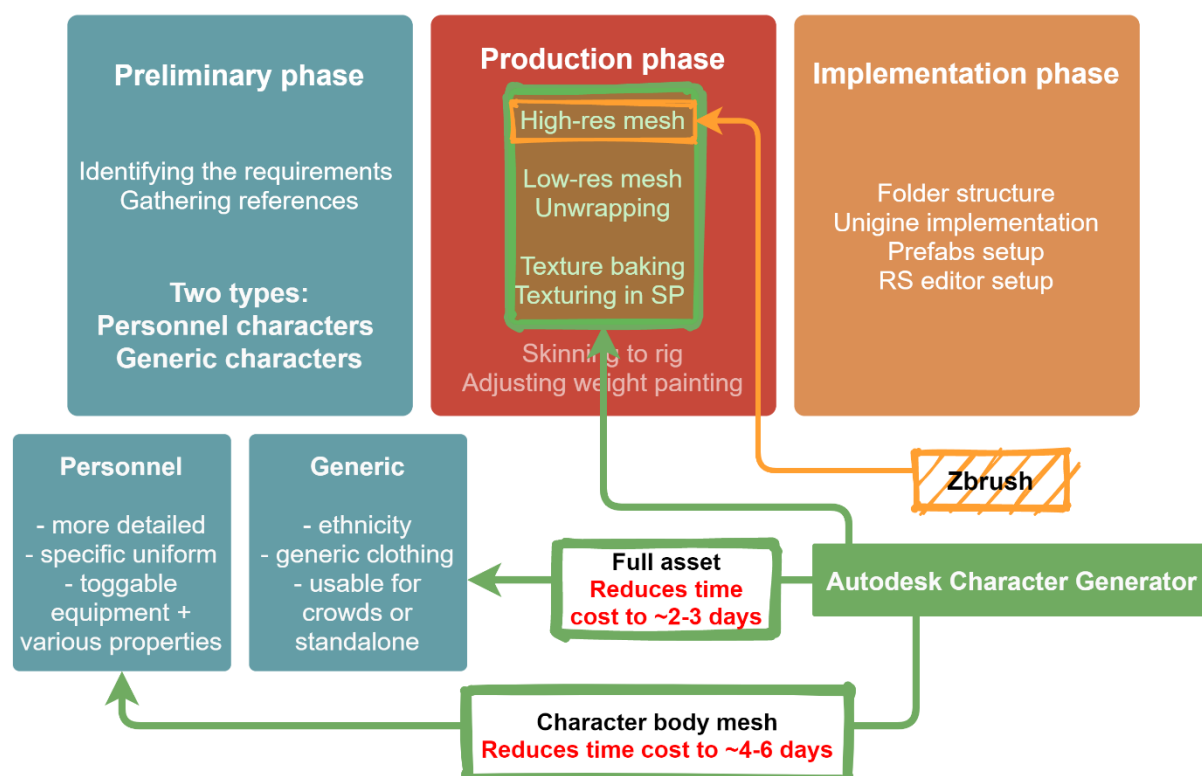 Preliminary phase
Identifying the requirements
Gathering references
Two types:
Personnel characters
Generic characters
Production phase
High-res mesh
Low-res mesh
Unwrapping
Texture baking
Texturing in SP
Skinning to rig
Adjusting weight painting
Implementation phase
Folder structure
Unigine implementation
Prefabs setup
RS editor setup
Personnel
- more detailed
- specific uniform
- toggable
equipment +
various properties
Generic
- ethnicity
- generic clothing
- usable for
crowds or
standalone
Zbrush
Full asset
Reduces time
cost to ~2-3 days
Autodesk Character Generator
Character body mesh
Reduces time cost to ~4-6 days